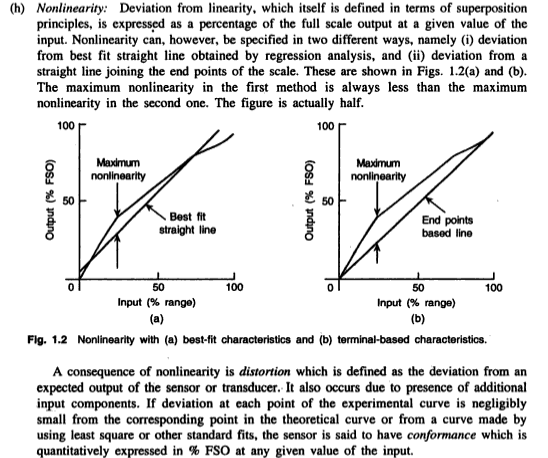 (h) Nonlinearity: Deviation from linearity, which itself is defined in terms of superposition
principles, is expressed as a percentage of the full scale output at a given value of the
input. Nonlinearity can, however, be specified in two different ways, namely (i) deviation
from best fit straight line obtained by regression analysis, and (ii) deviation from a
straight line joining the end points of the scale. These are shown in Figs. 1.2(a) and (b).
The maximum nonlinearity in the first method is always less than the maximum
nonlinearity in the second one. The figure is actually half.
100
Maximum
nonlinearity
50
Output (% FSO)
Best fit
straight line
0
50
100
Input (% range)
(a)
100
Maximum
nonlinearity
50
Output (% FSO)
End points
based line
0
50
100
Input (% range)
(b)
Fig. 1.2 Nonlinearity with (a) best-fit characteristics and (b) terminal-based characteristics.
A consequence of nonlinearity is distortion which is defined as the deviation from an
expected output of the sensor or transducer. It also occurs due to presence of additional
input components. If deviation at each point of the experimental curve is negligibly
small from the corresponding point in the theoretical curve or from a curve made by
using least square or other standard fits, the sensor is said to have conformance which is
quantitatively expressed in % FSO at any given value of the input.